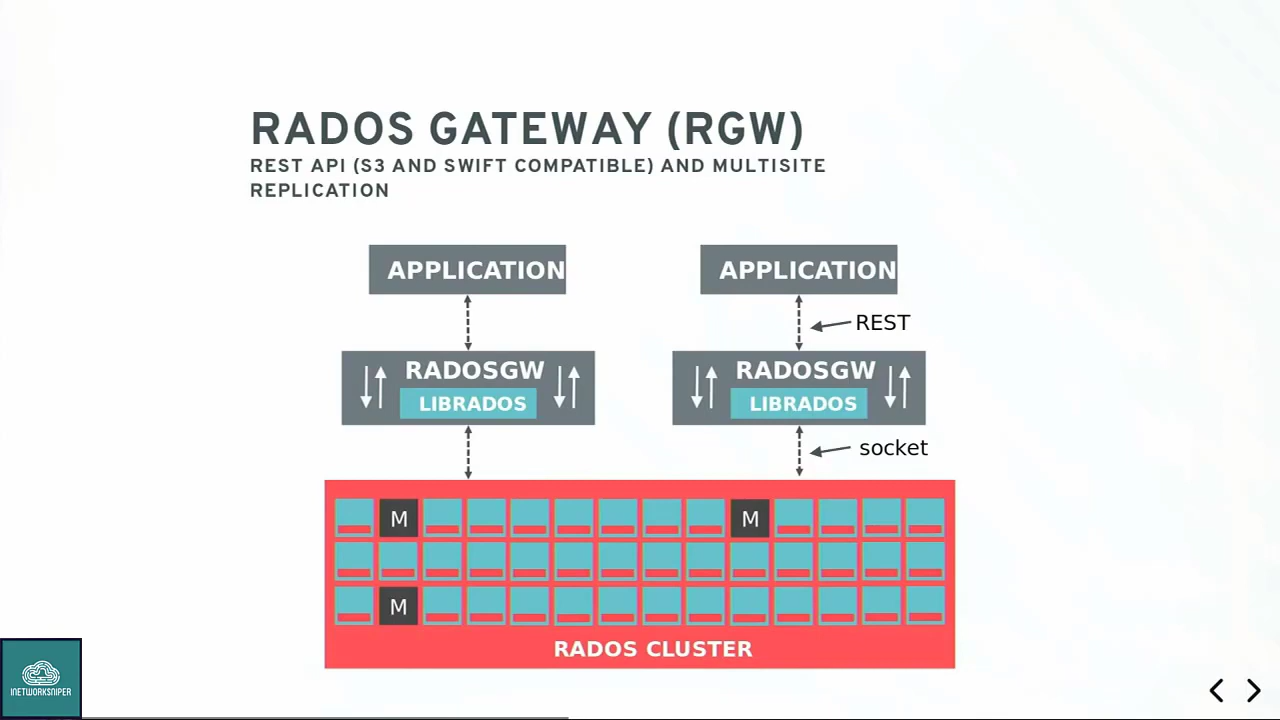 RADOS GATEWAY (RGW)
REST API (S3 AND SWIFT COMPATIBLE) AND MULTISITE
REPLICATION
APPLICATION
APPLICATION
REST
RADOSGW
LIBRADOS
RADOSGW
LIBRADOS
socket
M
M
M
RADOS CLUSTER
INETWORKSNIPER